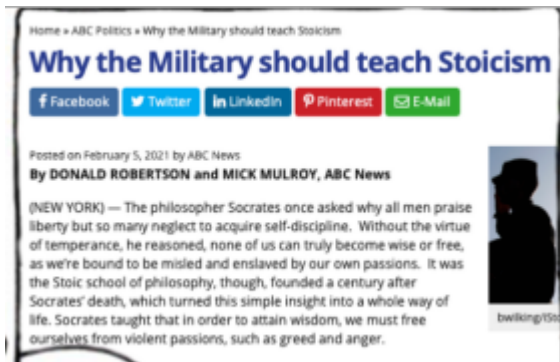 Home » ABC Politics » Why the Military should teach Stoicism
Why the Military should teach Stoicism
Facebook
Twitter
LinkedIn
Pinterest
E-Mail
Posted on February 5, 2021 by ABC News
By DONALD ROBERTSON and MICK MULROY, ABC News
(NEW YORK) — The philosopher Socrates once asked why all men praise
liberty but so many neglect to acquire self-discipline. Without the virtue
of temperance, he reasoned, none of us can truly become wise or free,
as we're bound to be misled and enslaved by our own passions. It was
the Stoic school of philosophy, though, founded a century after
Socrates' death, which turned this simple insight into a whole way of
life. Socrates taught that in order to attain wisdom, we must free
ourselves from violent passions, such as greed and anger.
bwilking/iSto